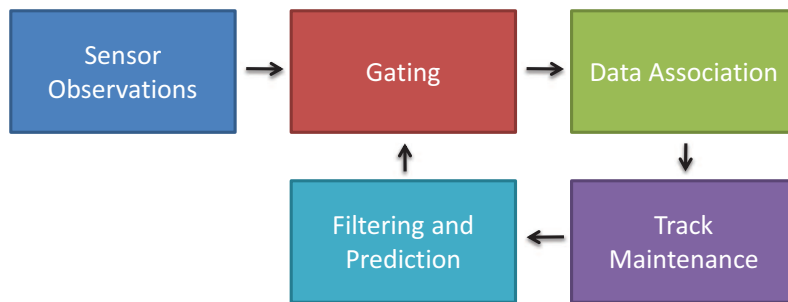 Sensor
Observations
Gating
Data Association
Filtering and
Prediction
Track
Maintenance